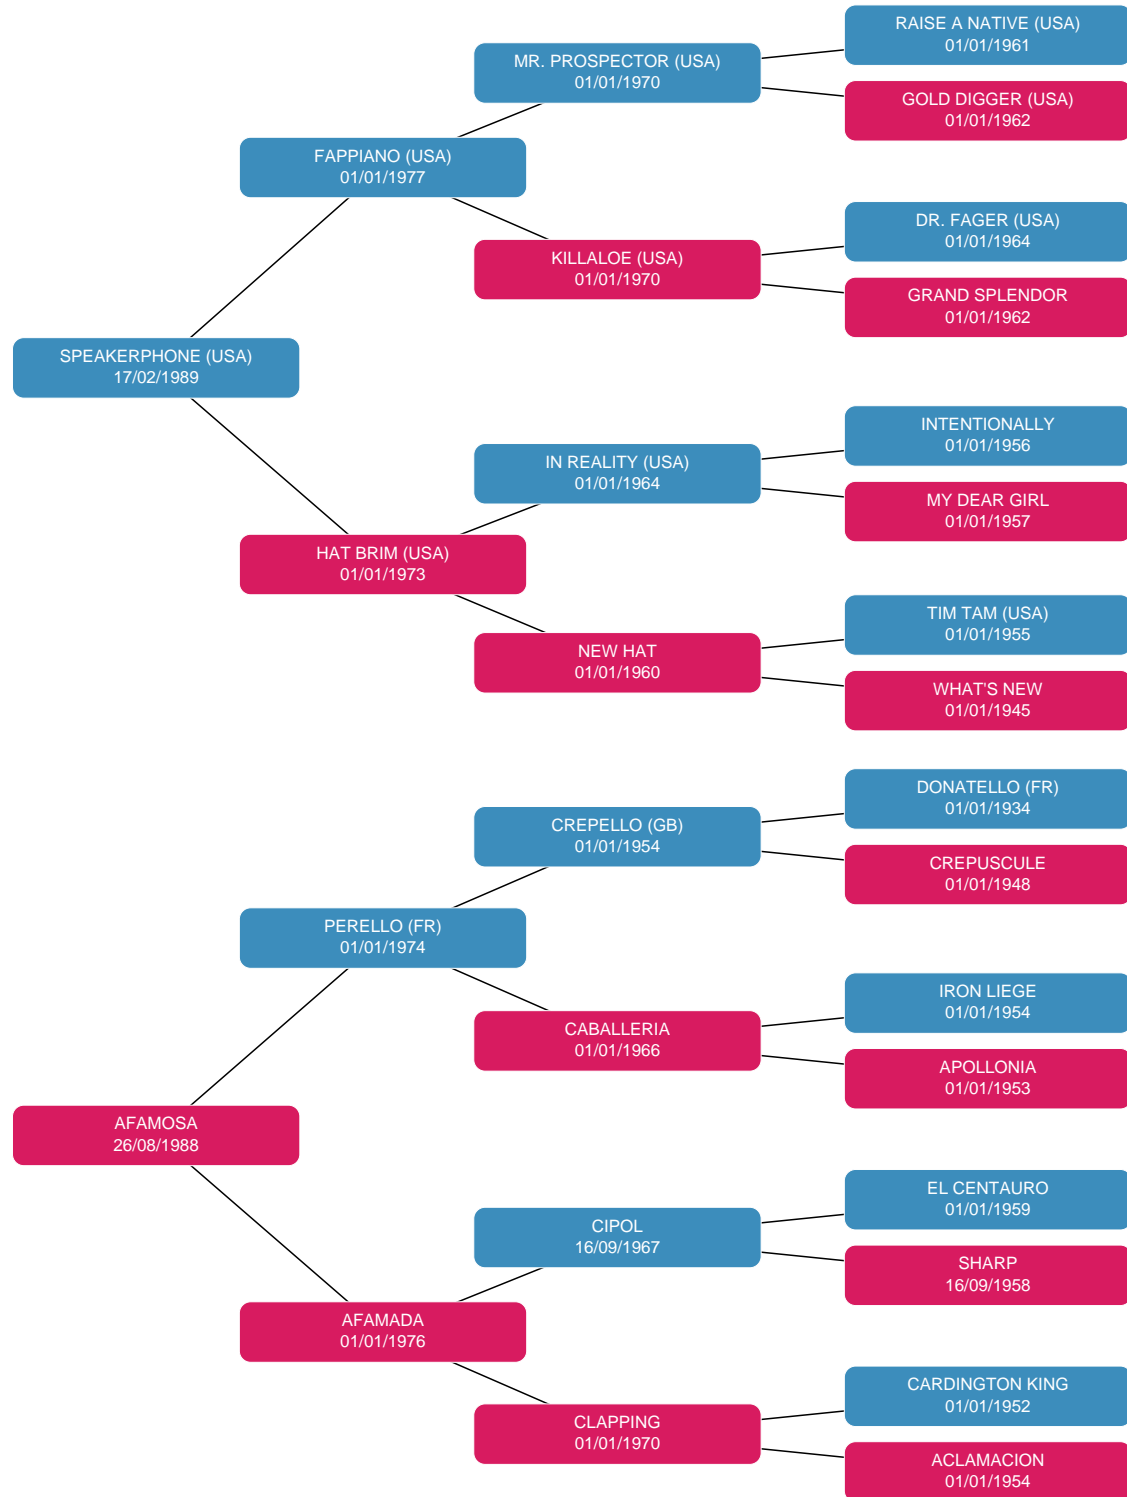 RAISE A NATIVE (USA)
01/01/1961
MR. PROSPECTOR (USA)
01/01/1970
GOLD DIGGER (USA)
01/01/1962
FAPPIANO (USA)
01/01/1977
DR. FAGER (USA)
01/01/1964
KILLALOE (USA)
01/01/1970
GRAND SPLENDOR
01/01/1962
SPEAKERPHONE (USA)
17/02/1989
INTENTIONALLY
01/01/1956
IN REALITY (USA)
01/01/1964
MY DEAR GIRL
01/01/1957
HAT BRIM (USA)
01/01/1973
TIM TAM (USA)
01/01/1955
NEW HAT
01/01/1960
WHAT'S NEW
01/01/1945
DONATELLO (FR)
01/01/1934
CREPELLO (GB)
01/01/1954
CREPUSCULE
01/01/1948
PERELLO (FR)
01/01/1974
IRON LIEGE
01/01/1954
CABALLERIA
01/01/1966
APOLLONIA
01/01/1953
AFAMOSA
26/08/1988
EL CENTAURO
01/01/1959
CIPOL
16/09/1967
SHARP
16/09/1958
AFAMADA
01/01/1976
CARDINGTON KING
01/01/1952
CLAPPING
01/01/1970
ACLAMACION
01/01/1954